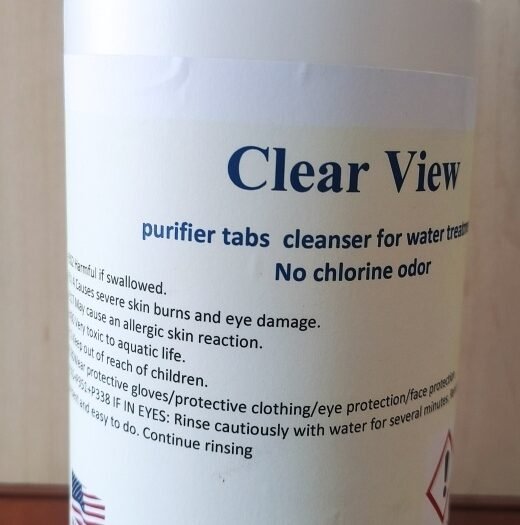 Clear View
purifier tabs cleanser for water
No chlorine odor
Harmful if swallowed.
Causes severe skin burns and eye damage.
May cause an allergic skin reaction.
very toxic to aquatic life.
keep out of reach of children.
wear protective gloves/protective clothing/eye protection/face
+P338 IF IN EYES: Rinse cautiously with water for several minutes.
and easy to do. Continue rinsing